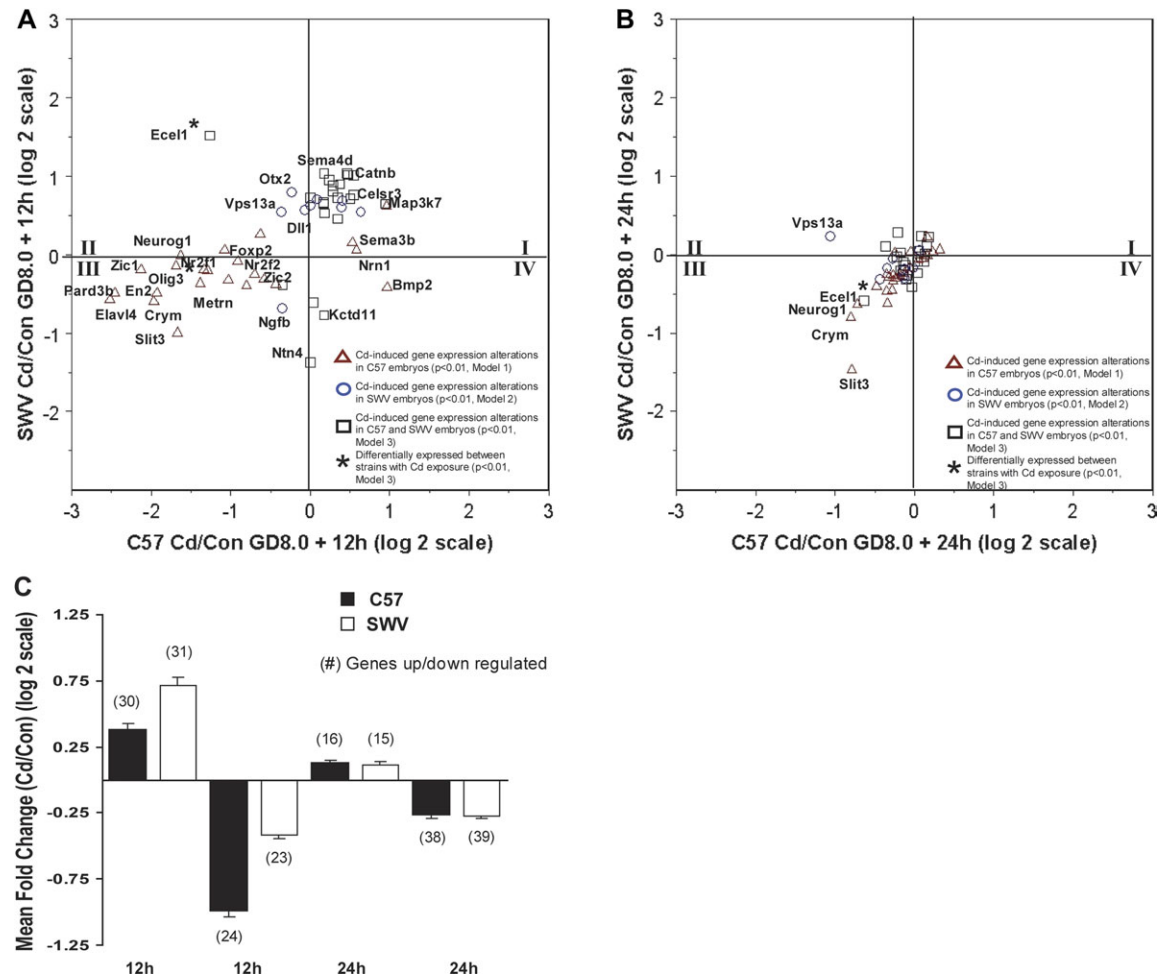 A
SWV Cd/Con GD8.0 + 12h (log 2 scale)
3
2
1
0
-1
-2
-3
-2
-1
0
1
2
3
C57 Cd/Con GD8.0 + 12h (log 2 scale)
II
I
III
IV
Ecel1
*
Sema4d
Catnb
Otx2
Celsr3
Vps13a
Map3k7
Dll1
Neurog1
Foxp2
Sema3b
Zic1
Nr2f1
*
Nr2f2
Nrn1
Olig3
Zic2
Pard3b
En2
Metrn
Bmp2
Elavl4
Crym
Ngfb
Kctd11
Slit3
Ntn4
Cd-induced gene expression alterations
in C57 embryos (p<0.01, Model 1)
Cd-induced gene expression alterations
in SWV embryos (p<0.01, Model 2)
Cd-induced gene expression alterations
in C57 and SWV embryos (p<0.01,
Model 3)
* Differentially expressed between
strains with Cd exposure (p<0.01,
Model 3)
B
SWV Cd/Con GD8.0 + 24h (log 2 scale)
3
2
1
0
-1
-2
-3
-2
-1
0
1
2
3
C57 Cd/Con GD8.0 + 24h (log 2 scale)
II
I
III
IV
Vps13a
*
Ecel1
Neurog1
Crym
Slit3
Cd-induced gene expression alterations
in C57 embryos (p<0.01, Model 1)
Cd-induced gene expression alterations
in SWV embryos (p<0.01, Model 2)
Cd-induced gene expression alterations
in C57 and SWV embryos (p<0.01,
Model 3)
* Differentially expressed between
strains with Cd exposure (p<0.01,
Model 3)
C
Mean Fold Change (Cd/Con) (log 2 scale)
1.25
0.75
0.25
-0.25
-0.75
-1.25
C57
SWV
(#) Genes up/down regulated
(30)
(31)
(24)
(23)
(16)
(15)
(38)
(39)
12h
12h
24h
24h